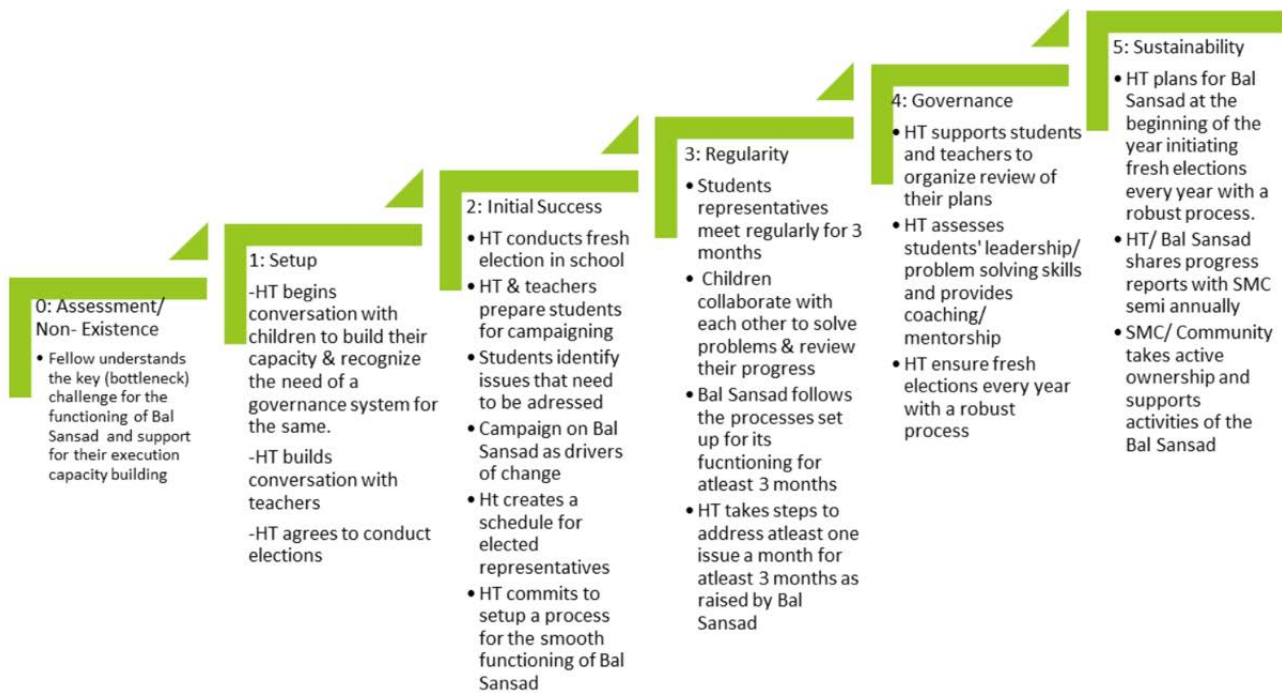 0: Assessment/
Non- Existence
• Fellow understands
the key (bottleneck)
challenge for the
functioning of Bal
Sansad and support
for their execution
capacity building
1: Setup
-HT begins
conversation with
children to build their
capacity & recognize
the need of a
governance system for
the same.
-HT builds
conversation with
teachers
-HT agrees to conduct
elections
2: Initial Success
• HT conducts fresh
election in school
• HT & teachers
prepare students
for campaigning
• Students identify
issues that need
to be adressed
• Campaign on Bal
Sansad as drivers
of change
• Ht creates a
schedule for
elected
representatives
• HT commits to
setup a process
for the smooth
functioning of Bal
Sansad
3: Regularity
• Students
representatives
meet regularly for 3
months
• Children
collaborate with
each other to solve
problems & review
their progress
• Bal Sansad follows
the processes set
up for its
fucntioning for
atleast 3 months
• HT takes steps to
address atleast one
issue a month for
atleast 3 months as
raised by Bal
Sansad
4: Governance
• HT supports students
and teachers to
organize review of
their plans
• HT assesses
students' leadership/
problem solving skills
and provides
coaching/
mentorship
• HT ensure fresh
elections every year
with a robust
process
5: Sustainability
• HT plans for Bal
Sansad at the
beginning of the
year initiating
fresh elections
every year with a
robust process.
• HT/ Bal Sansad
shares progress
reports with SMC
semi annually
• SMC/ Community
takes active
ownership and
supports
activities of the
Bal Sansad